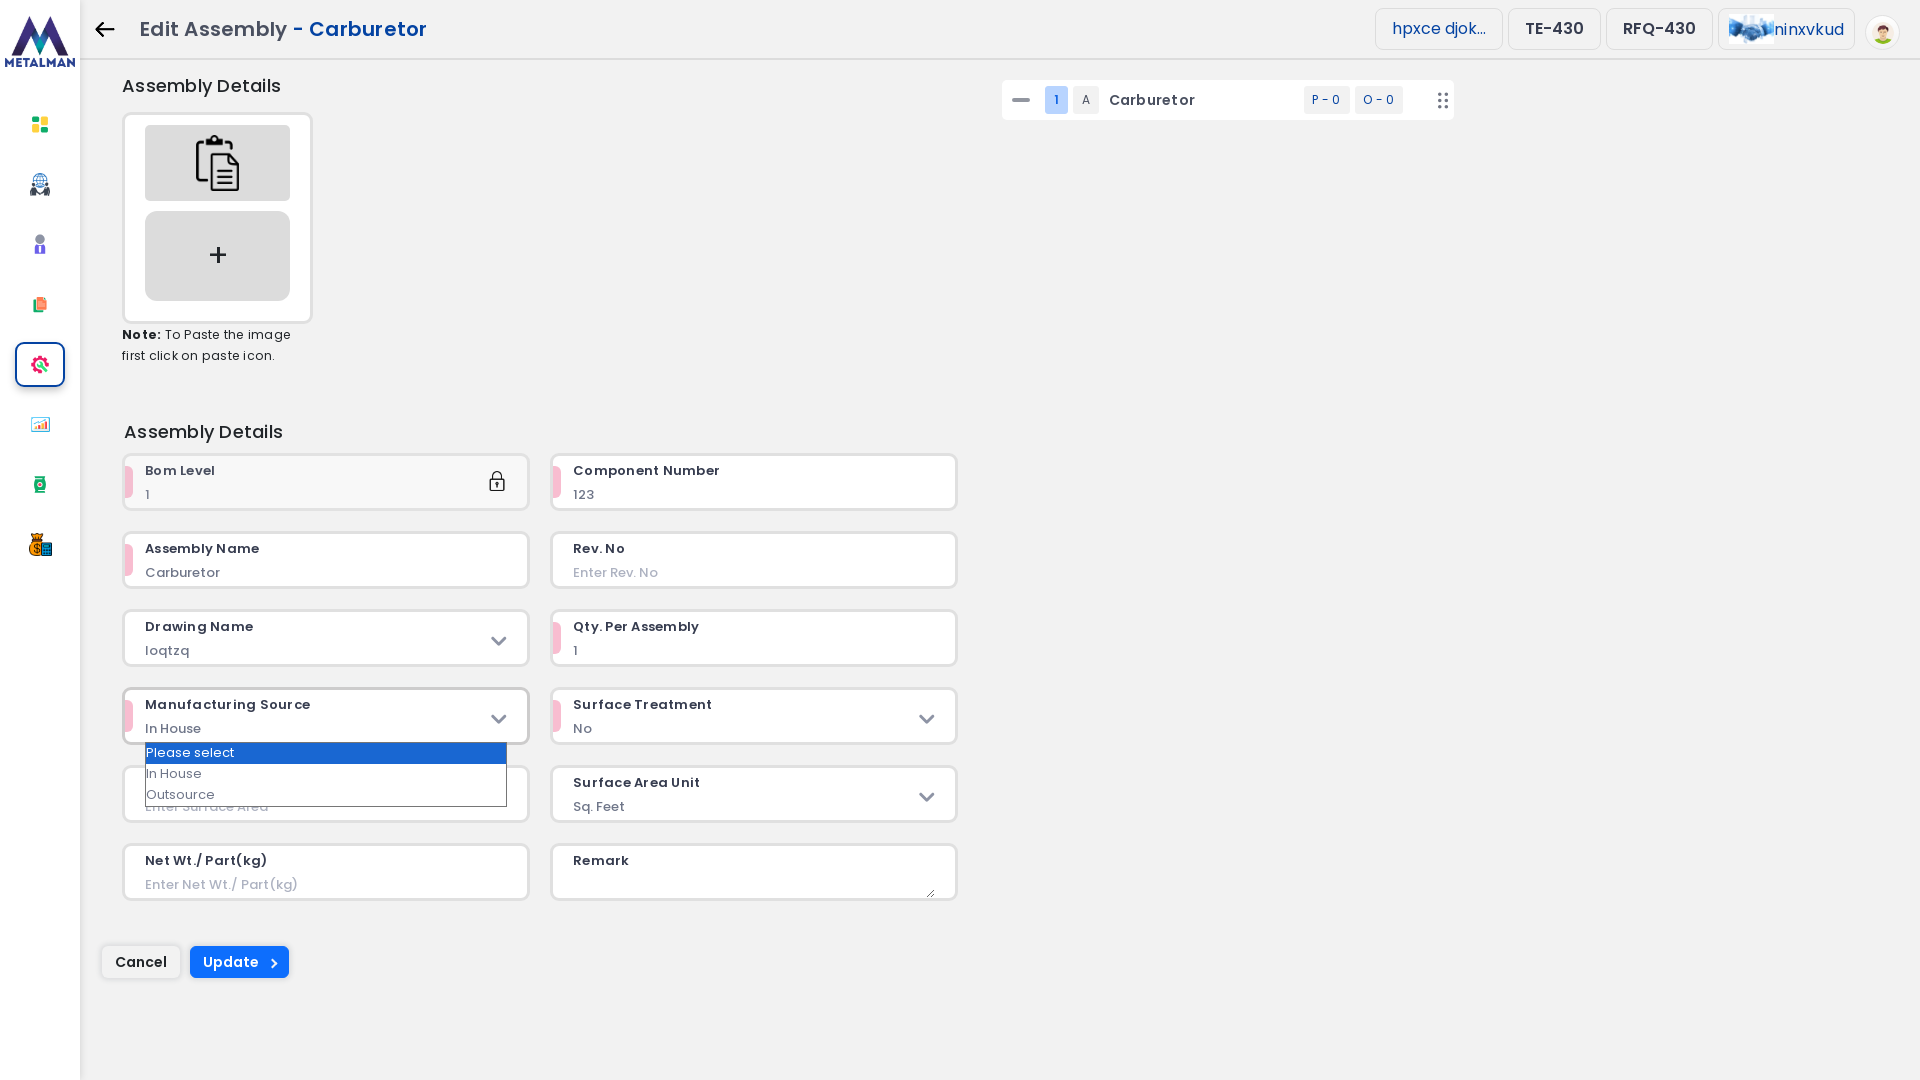 METALMAN
Edit Assembly - Carburetor
hpxce djok...
TE-430
RFQ-430
ninxvkud
Assembly Details
+
Note: To Paste the image
first click on paste icon.
1
A
Carburetor
P - 0
O - 0
Assembly Details
Bom Level
1
Component Number
123
Assembly Name
Carburetor
Rev. No
Enter Rev. No
Drawing Name
loqtzq
Qty. Per Assembly
1
Manufacturing Source
In House
Surface Treatment
No
Please select
In House
Outsource
Enter Surface Area
Surface Area Unit
Sq. Feet
Net Wt./ Part(kg)
Enter Net Wt./ Part(kg)
Remark
Cancel
Update